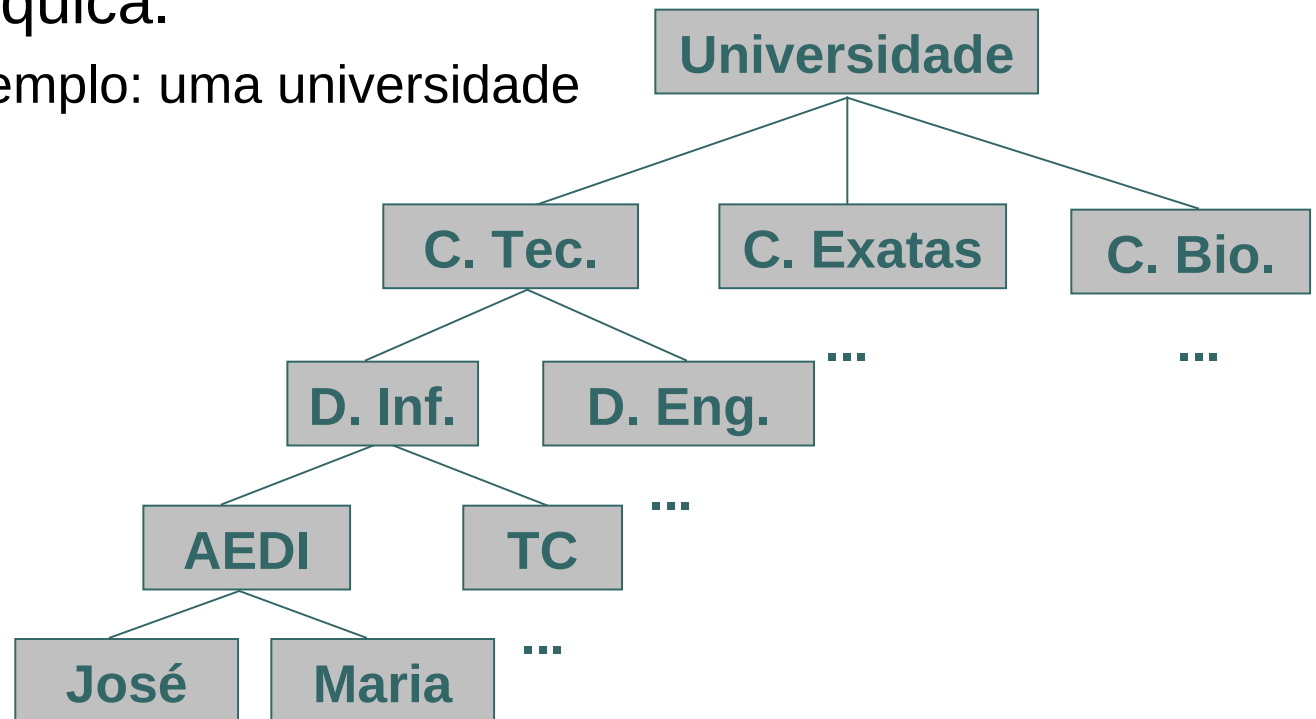 quica.
emplo: uma universidade
Universidade
C. Tec.
C. Exatas
C. Bio.
...
...
D. Inf.
D. Eng.
...
AEDI
TC
...
José
Maria